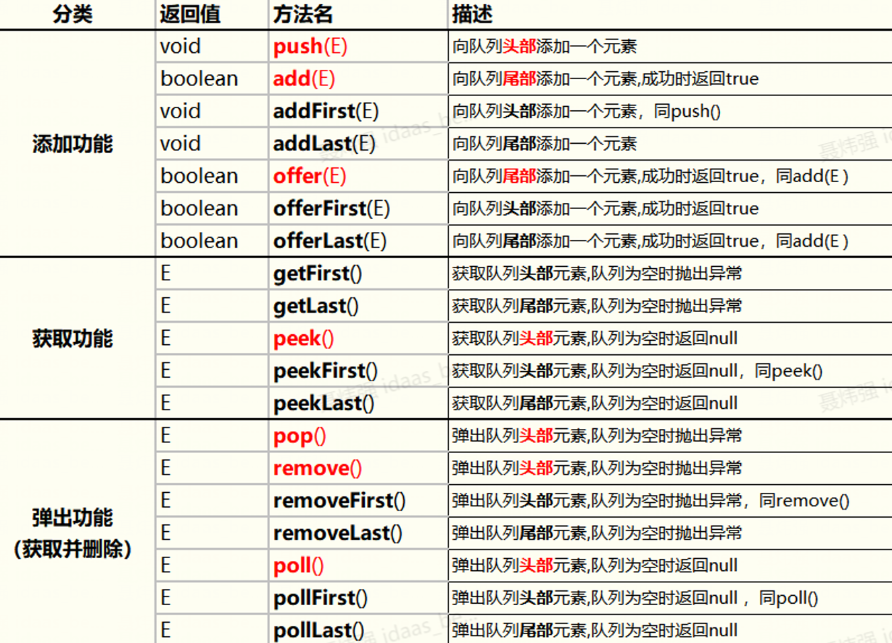 分类 返回值 方法名 描述
void push(E) 向队列头部添加一个元素
boolean add(E) 向队列尾部添加一个元素,成功时返回true
void addFirst(E) 向队列头部添加一个元素，同push()
添加功能 void addLast(E) 向队列尾部添加一个元素
boolean offer(E) 向队列尾部添加一个元素,成功时返回true，同add(E )
boolean offerFirst(E) 向队列头部添加一个元素,成功时返回true
boolean offerLast(E) 向队列尾部添加一个元素,成功时返回true，同add(E )
E getFirst() 获取队列头部元素,队列为空时抛出异常
E getLast() 获取队列尾部元素,队列为空时抛出异常
获取功能 E peek() 获取队列头部元素,队列为空时返回null
E peekFirst() 获取队列头部元素,队列为空时返回null，同peek()
E peekLast() 获取队列尾部元素,队列为空时返回null
E pop() 弹出队列头部元素,队列为空时抛出异常
E remove() 弹出队列头部元素,队列为空时抛出异常
E removeFirst() 弹出队列头部元素,队列为空时抛出异常，同remove()
弹出功能
(获取并删除) E removeLast() 弹出队列尾部元素,队列为空时抛出异常
E poll() 弹出队列头部元素,队列为空时返回null
E pollFirst() 弹出队列头部元素,队列为空时返回null ，同poll()
E pollLast() 弹出队列尾部元素,队列为空时返回null